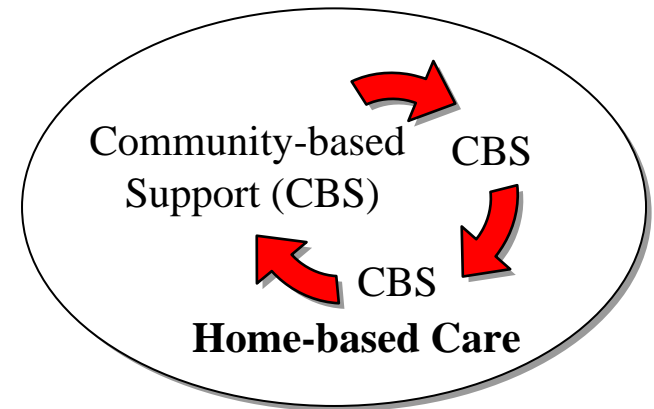 Community-based
Support (CBS)
CBS
CBS
Home-based Care